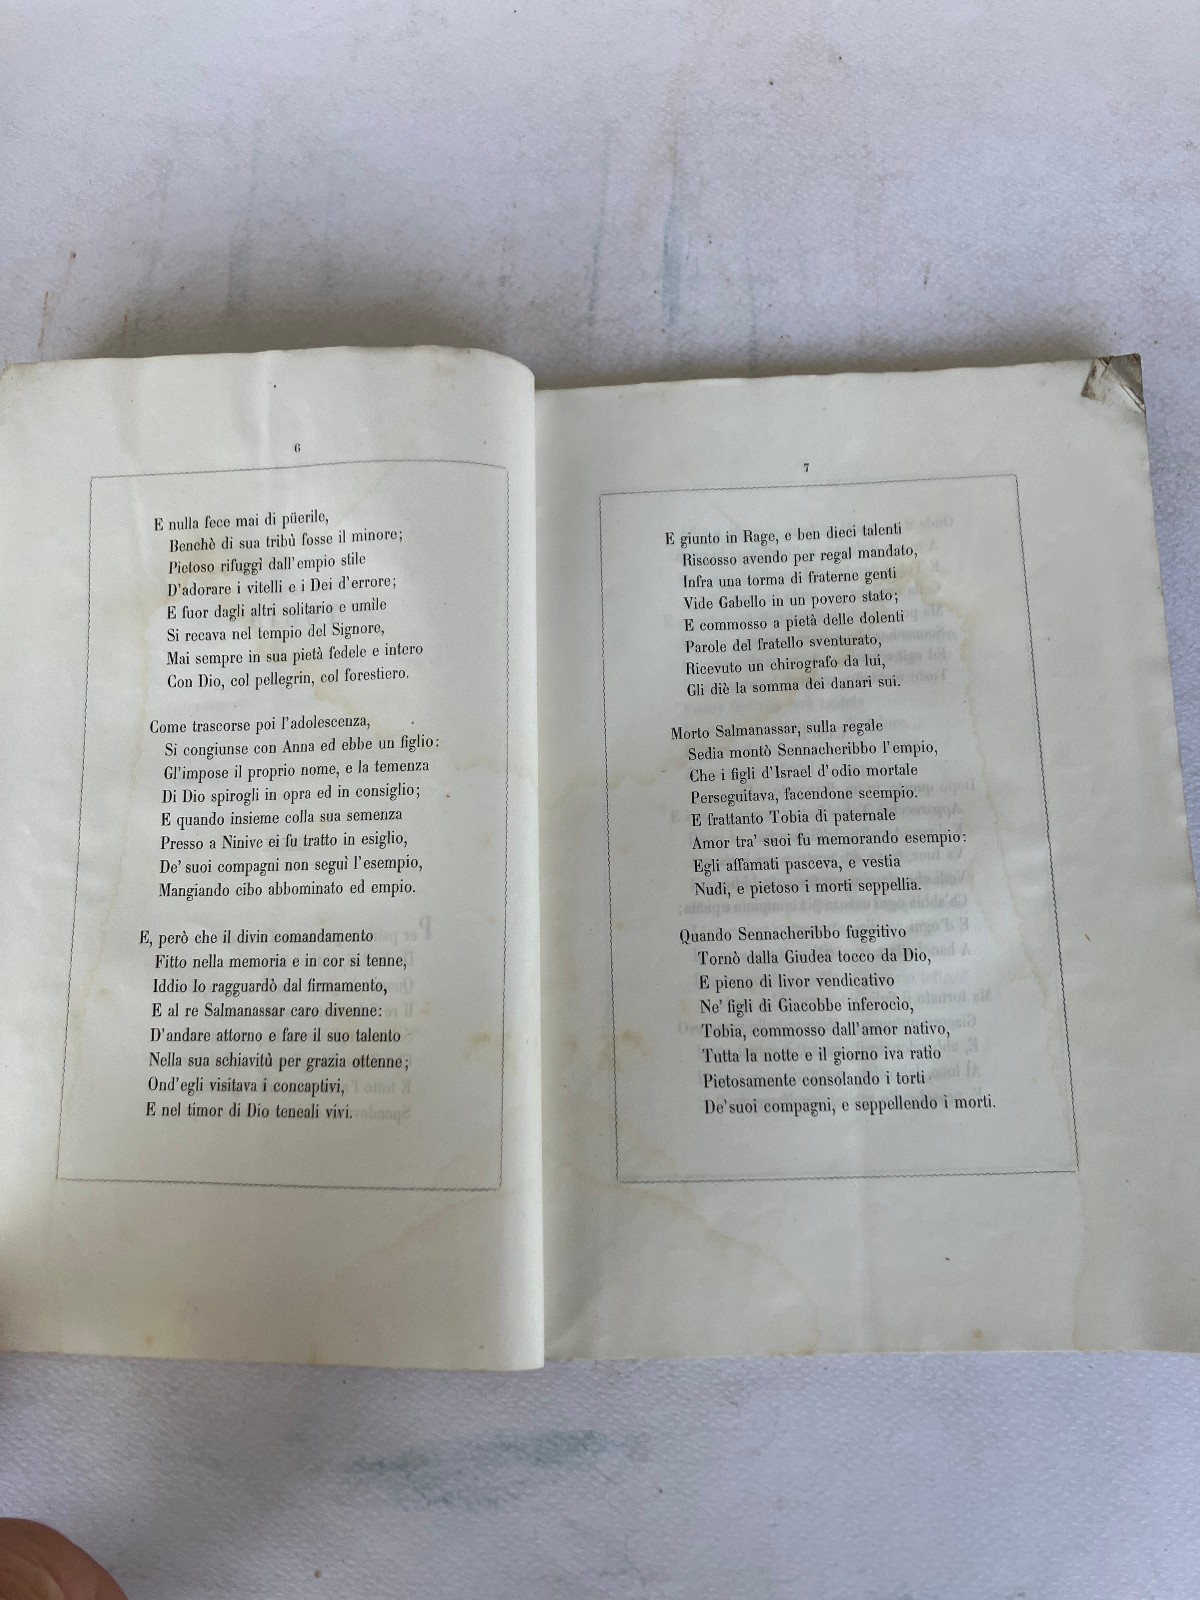 6
E nulla fece mai di püerile,
Benchè di sua tribù fosse il minore;
Pietoso rifuggì dall'empio stile
D'adorare i vitelli e i Dei d'errore;
E fuor dagli altri solitario e umìle
Si recava nel tempio del Signore,
Mai sempre in sua pietà fedele e intero
Con Dio, col pellegrin, col forestiero.
Come trascorse poi l'adolescenza,
Si congiunse con Anna ed ebbe un figlio:
Gl'impose il proprio nome, e la temenza
Di Dio spirogli in opra ed in consiglio;
E quando insieme colla sua semenza
Presso a Ninive ei fu tratto in esiglio,
De' suoi compagni non seguì l'esempio,
Mangiando cibo abbominato ed empio.
E, però che il divin comandamento
Fitto nella memoria e in cor si tenne,
Iddio lo ragguardò dal firmamento,
E al re Salmanassar caro divenne:
D'andare attorno e fare il suo talento
Nella sua schiavitù per grazia ottenne;
Ond'egli visitava i concaptivi,
E nel timor di Dio teneali vivi.
7
E giunto in Rage, e ben dieci talenti
Riscosso avendo per regal mandato,
Infra una torma di fraterne genti
Vide Gabello in un povero stato;
E commosso a pietà delle dolenti
Parole del fratello sventurato,
Ricevuto un chirografo da lui,
Gli diè la somma dei danari sui.
Morto Salmanassar, sulla regale
Sedia montò Sennacheribbo l'empio,
Che i figli d'Israel d'odio mortale
Perseguitava, facendone scempio.
E frattanto Tobia di paternale
Amor tra' suoi fu memorando esempio:
Egli affamati pasceva, e vestia
Nudi, e pietoso i morti seppellia.
Quando Sennacheribbo fuggitivo
Tornò dalla Giudea tocco da Dio,
E pieno di livor vendicativo
Ne' figli di Giacobbe inferocìo,
Tobia, commosso dall'amor nativo,
Tutta la notte e il giorno iva ratìo
Pietosamente consolando i torti
De'suoi compagni, e seppellendo i morti.